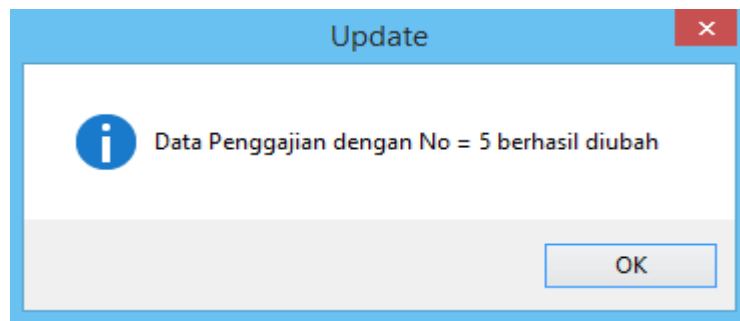 Update
Data Penggajian dengan No = 5 berhasil diubah
OK